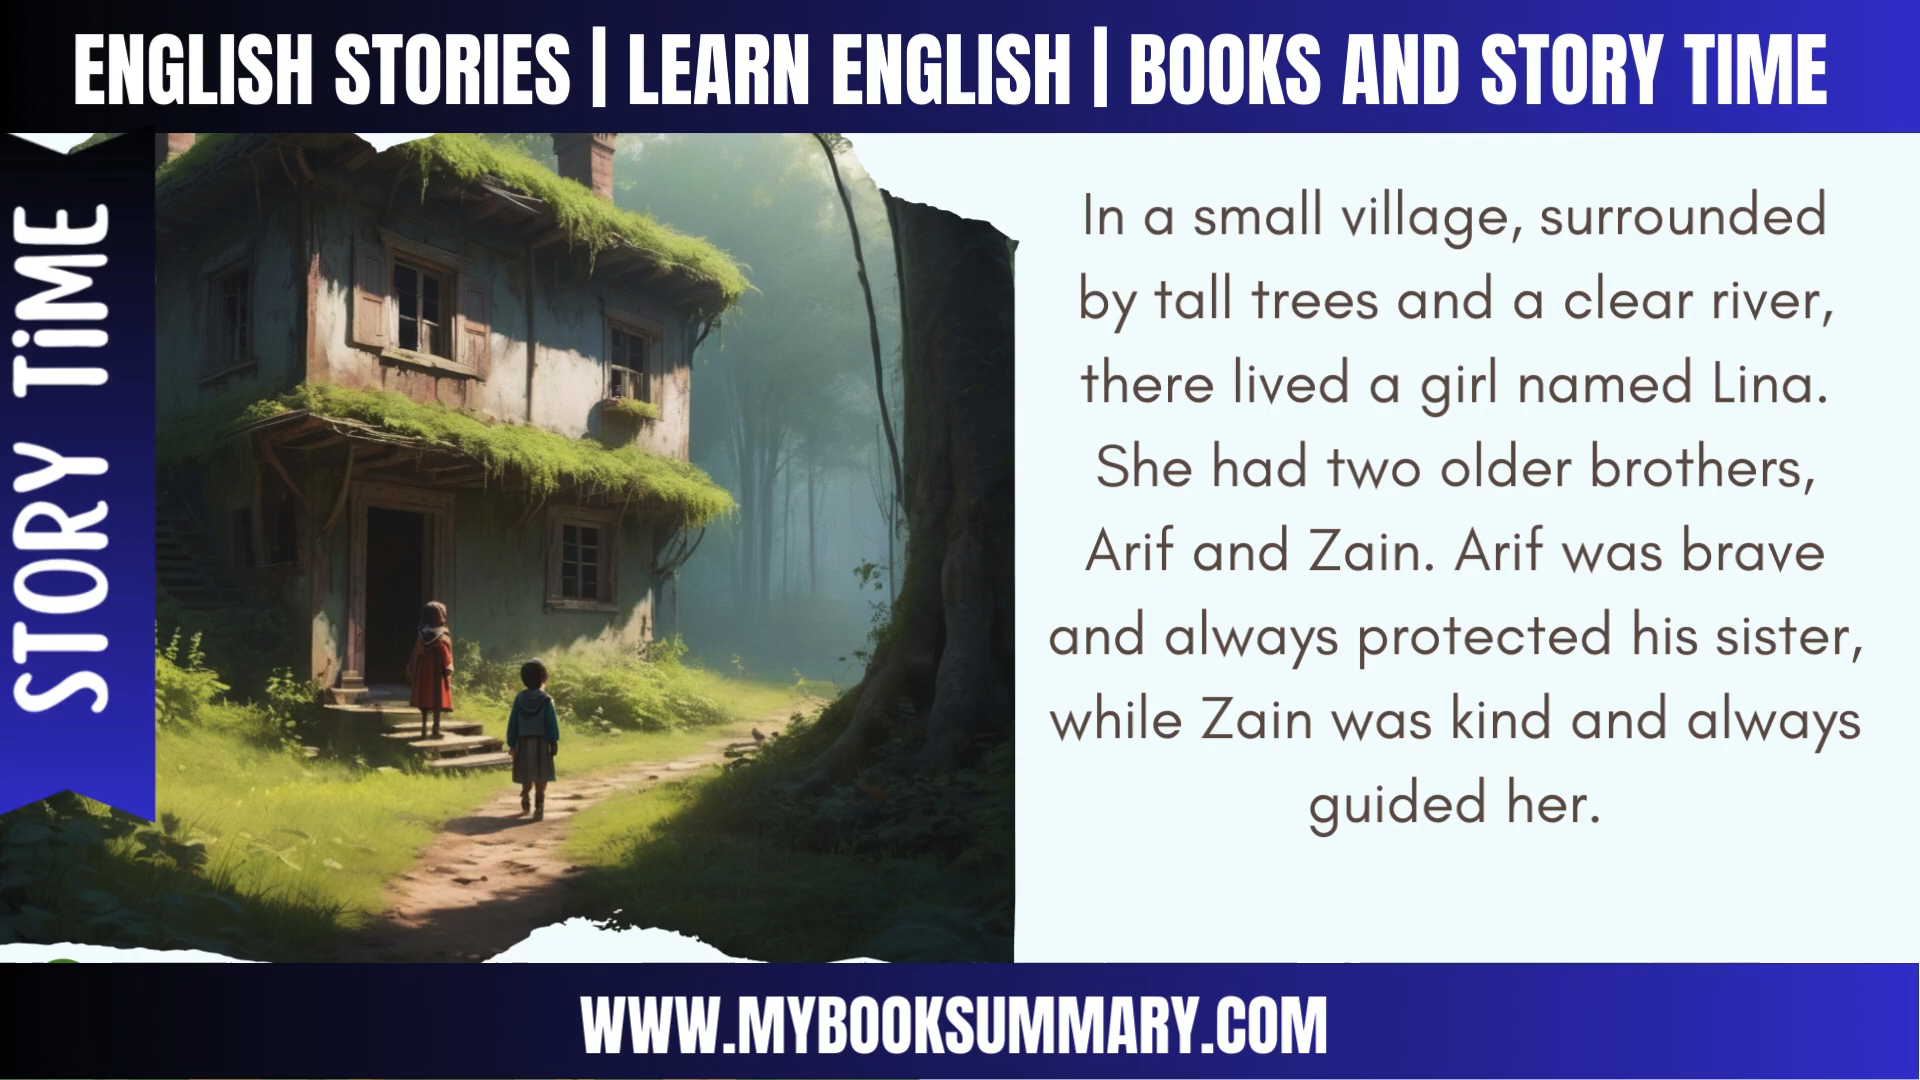 ENGLISH STORIES | LEARN ENGLISH | BOOKS AND STORY TIME
STORY TiME
In a small village, surrounded
by tall trees and a clear river,
there lived a girl named Lina.
She had two older brothers,
Arif and Zain. Arif was brave
and always protected his sister,
while Zain was kind and always
guided her.
WWW.MYBOOKSUMMARY.COM